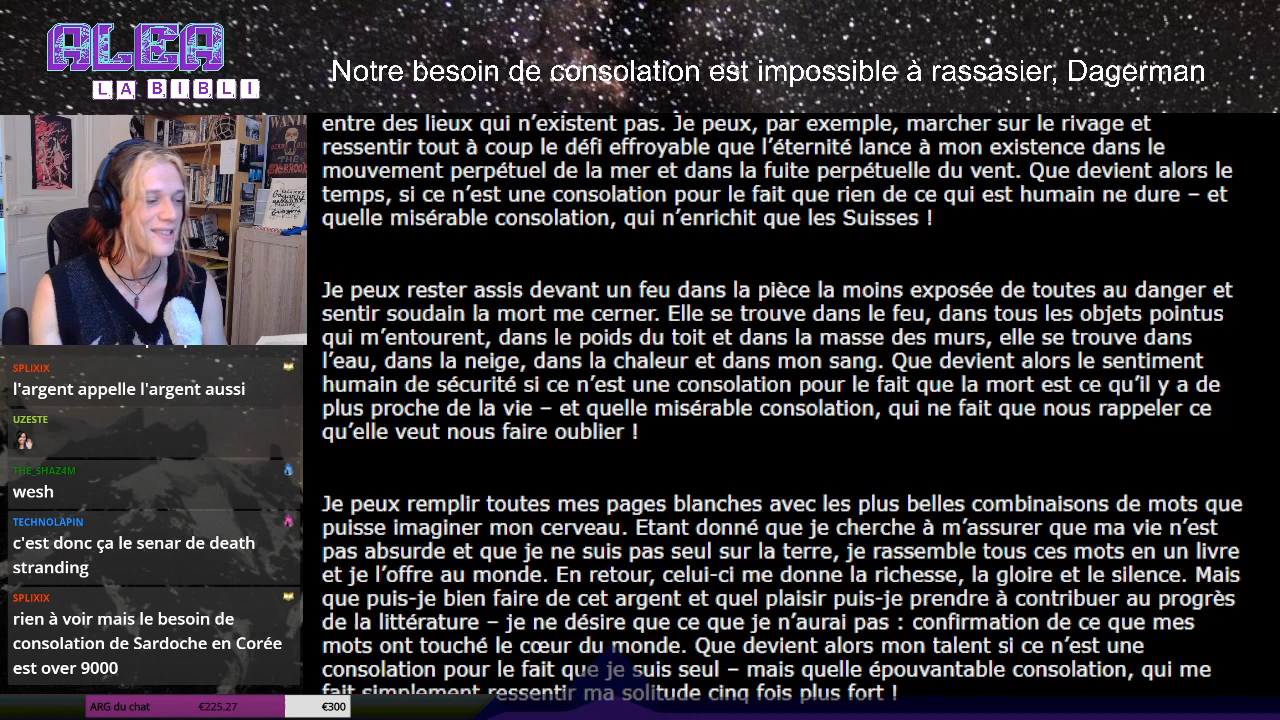 ALEA
LA BIBLI
Notre besoin de consolation est impossible à rassasier, Dagerman
WANTED
THE
entre des lieux qui n’existent pas. Je peux, par exemple, marcher sur le rivage et
ressentir tout à coup le défi effroyable que l’éternité lance à mon existence dans le
mouvement perpétuel de la mer et dans la fuite perpétuelle du vent. Que devient alors le
temps, si ce n’est une consolation pour le fait que rien de ce qui est humain ne dure – et
quelle misérable consolation, qui n’enrichit que les Suisses !
Je peux rester assis devant un feu dans la pièce la moins exposée de toutes au danger et
sentir soudain la mort me cerner. Elle se trouve dans le feu, dans tous les objets pointus
qui m’entourent, dans le poids du toit et dans la masse des murs, elle se trouve dans
l’eau, dans la neige, dans la chaleur et dans mon sang. Que devient alors le sentiment
humain de sécurité si ce n’est une consolation pour le fait que la mort est ce qu’il y a de
plus proche de la vie – et quelle misérable consolation, qui ne fait que nous rappeler ce
qu’elle veut nous faire oublier !
Je peux remplir toutes mes pages blanches avec les plus belles combinaisons de mots que
puisse imaginer mon cerveau. Etant donné que je cherche à m’assurer que ma vie n’est
pas absurde et que je ne suis pas seul sur la terre, je rassemble tous ces mots en un livre
et je l’offre au monde. En retour, celui-ci me donne la richesse, la gloire et le silence. Mais
que puis-je bien faire de cet argent et quel plaisir puis-je prendre à contribuer au progrès
de la littérature – je ne désire que ce que je n’aurai pas : confirmation de ce que mes
mots ont touché le cœur du monde. Que devient alors mon talent si ce n’est une
consolation pour le fait que je suis seul – mais quelle épouvantable consolation, qui me
fait simplement ressentir ma solitude cinq fois plus fort !
SPLIXIX
l'argent appelle l'argent aussi
UZESTE
THE_SHAZ4M
wesh
TECHNOLAPIN
c'est donc ça le senar de death
stranding
SPLIXIX
rien à voir mais le besoin de
consolation de Sardoche en Corée
est over 9000
ARG du chat €225.27 €300